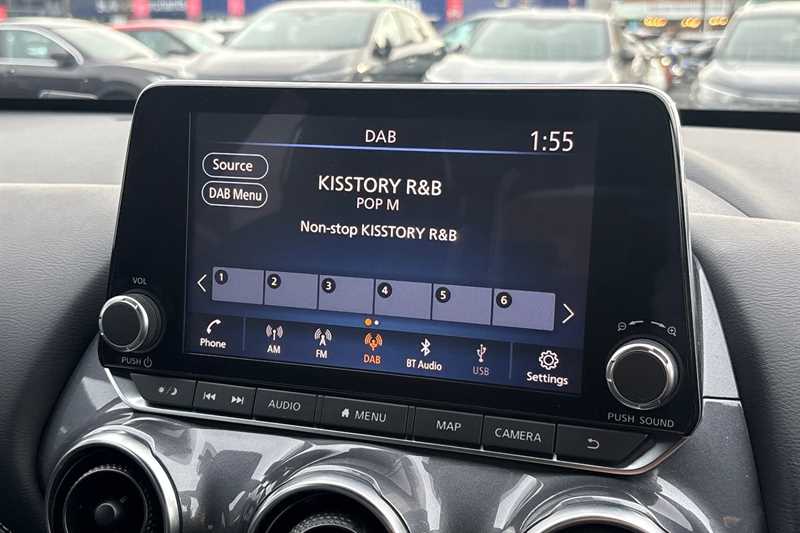 DAB
1:55
Source
DAB Menu
KISSTORY R&B
POP M
Non-stop KISSTORY R&B
1 2 3 4 5 6
Phone
AM
FM
DAB
BT Audio
USB
Settings
VOL
PUSH
PUSH SOUND
AUDIO
MENU
MAP
CAMERA